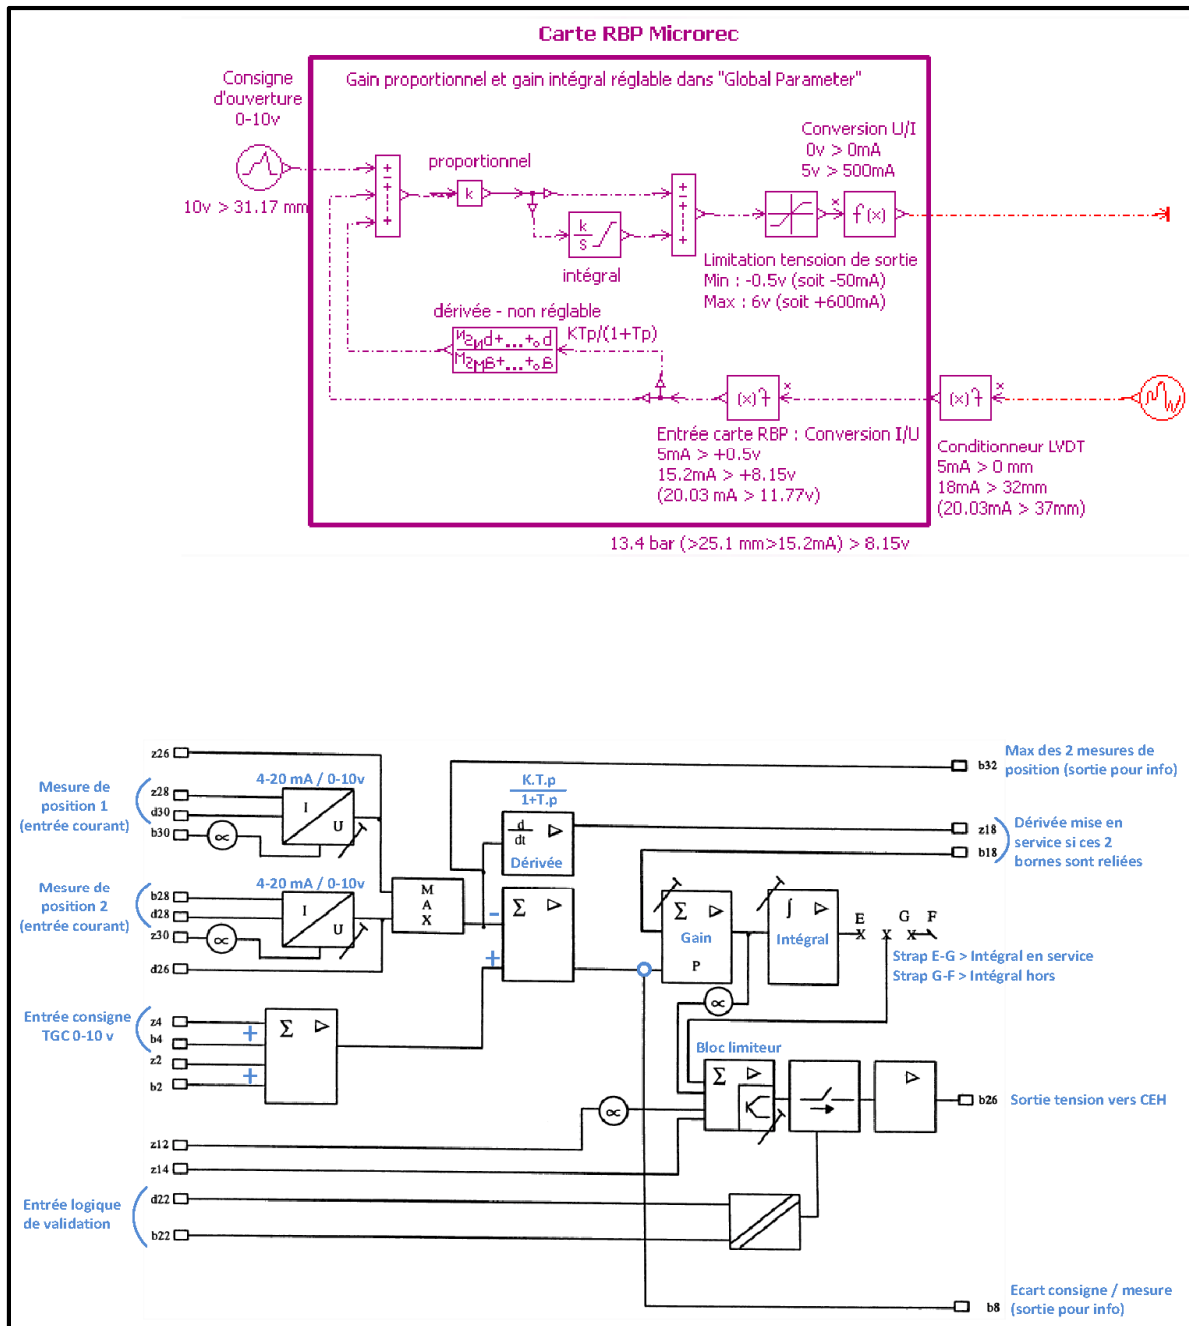 Carte RBP Microrec
Consigne
d'ouverture
0-10v
Gain proportionnel et gain intégral réglable dans "Global Parameter"
Conversion U/I
0v > 0mA
5v > 500mA
proportionnel
k
x
f(x)
10v > 31.17 mm
k
s
intégral
Limitation tensoion de sortie
Min : -0.5v (soit -50mA)
Max : 6v (soit +600mA)
dérivée - non réglable
KTp/(1+Tp)
x
x
Entrée carte RBP : Conversion I/U
5mA > +0.5v
15.2mA > +8.15v
(20.03 mA > 11.77v)
Conditionneur LVDT
5mA > 0 mm
18mA > 32mm
(20.03mA > 37mm)
13.4 bar (>25.1 mm>15.2mA) > 8.15v
z26
Max des 2 mesures de
position (sortie pour info)
b32
Mesure de
position 1
(entrée courant)
z28
d30
b30
∝
4-20 mA / 0-10v
I
U
K.T.p
1+T.p
d
dt
Dérivée
z18
b18
Dérivée mise en
service si ces 2
bornes sont reliées
Mesure de
position 2
(entrée courant)
b28
d28
z30
d26
∝
4-20 mA / 0-10v
I
U
M
A
X
-
+
Σ
Σ
Gain
P
∫
Intégral
E
G
F
X
X
X
Strap E-G > Intégral en service
Strap G-F > Intégral hors
∝
Entrée consigne
TGC 0-10 v
z4
b4
z2
b2
+
+
Σ
Bloc limiteur
Σ
b26
Sortie tension vers CEH
z12
∝
z14
Entrée logique
de validation
d22
b22
b8
Ecart consigne / mesure
(sortie pour info)